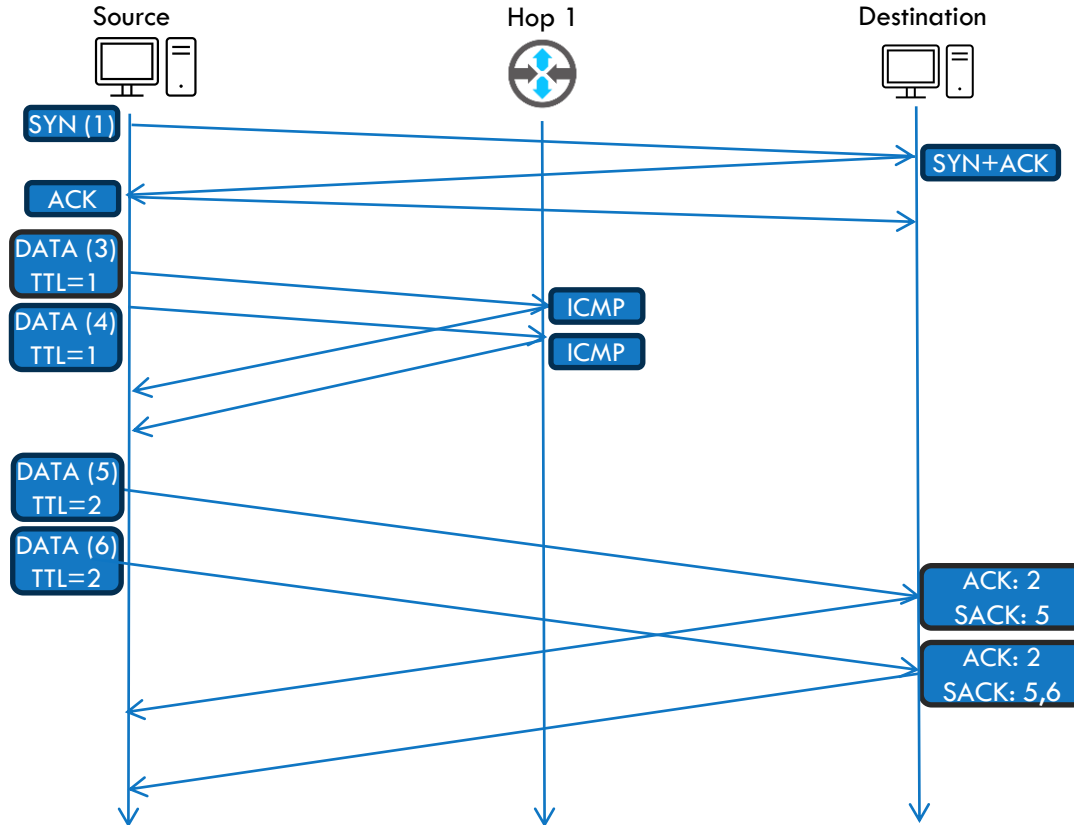 Source
Hop 1
Destination
SYN (1)
SYN+ACK
ACK
DATA (3)
TTL=1
ICMP
DATA (4)
TTL=1
ICMP
DATA (5)
TTL=2
DATA (6)
TTL=2
ACK: 2
SACK: 5
ACK: 2
SACK: 5,6